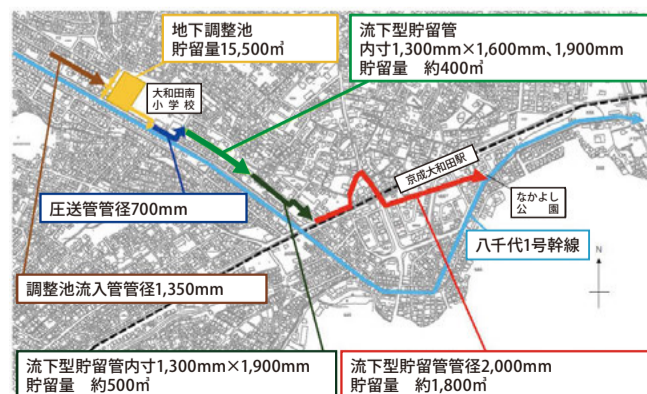 地下調整池
貯留量15,500㎥
流下型貯留管
内寸1,300mm×1,600mm、1,900mm
貯留量　約400㎥
大和田南
小学校
京成大和田駅
なかよし
公園
圧送管管径700mm
八千代1号幹線
N
調整池流入管管径1,350mm
流下型貯留管内寸1,300mm×1,900mm
貯留量　約500㎥
流下型貯留管管径2,000mm
貯留量　約1,800㎥